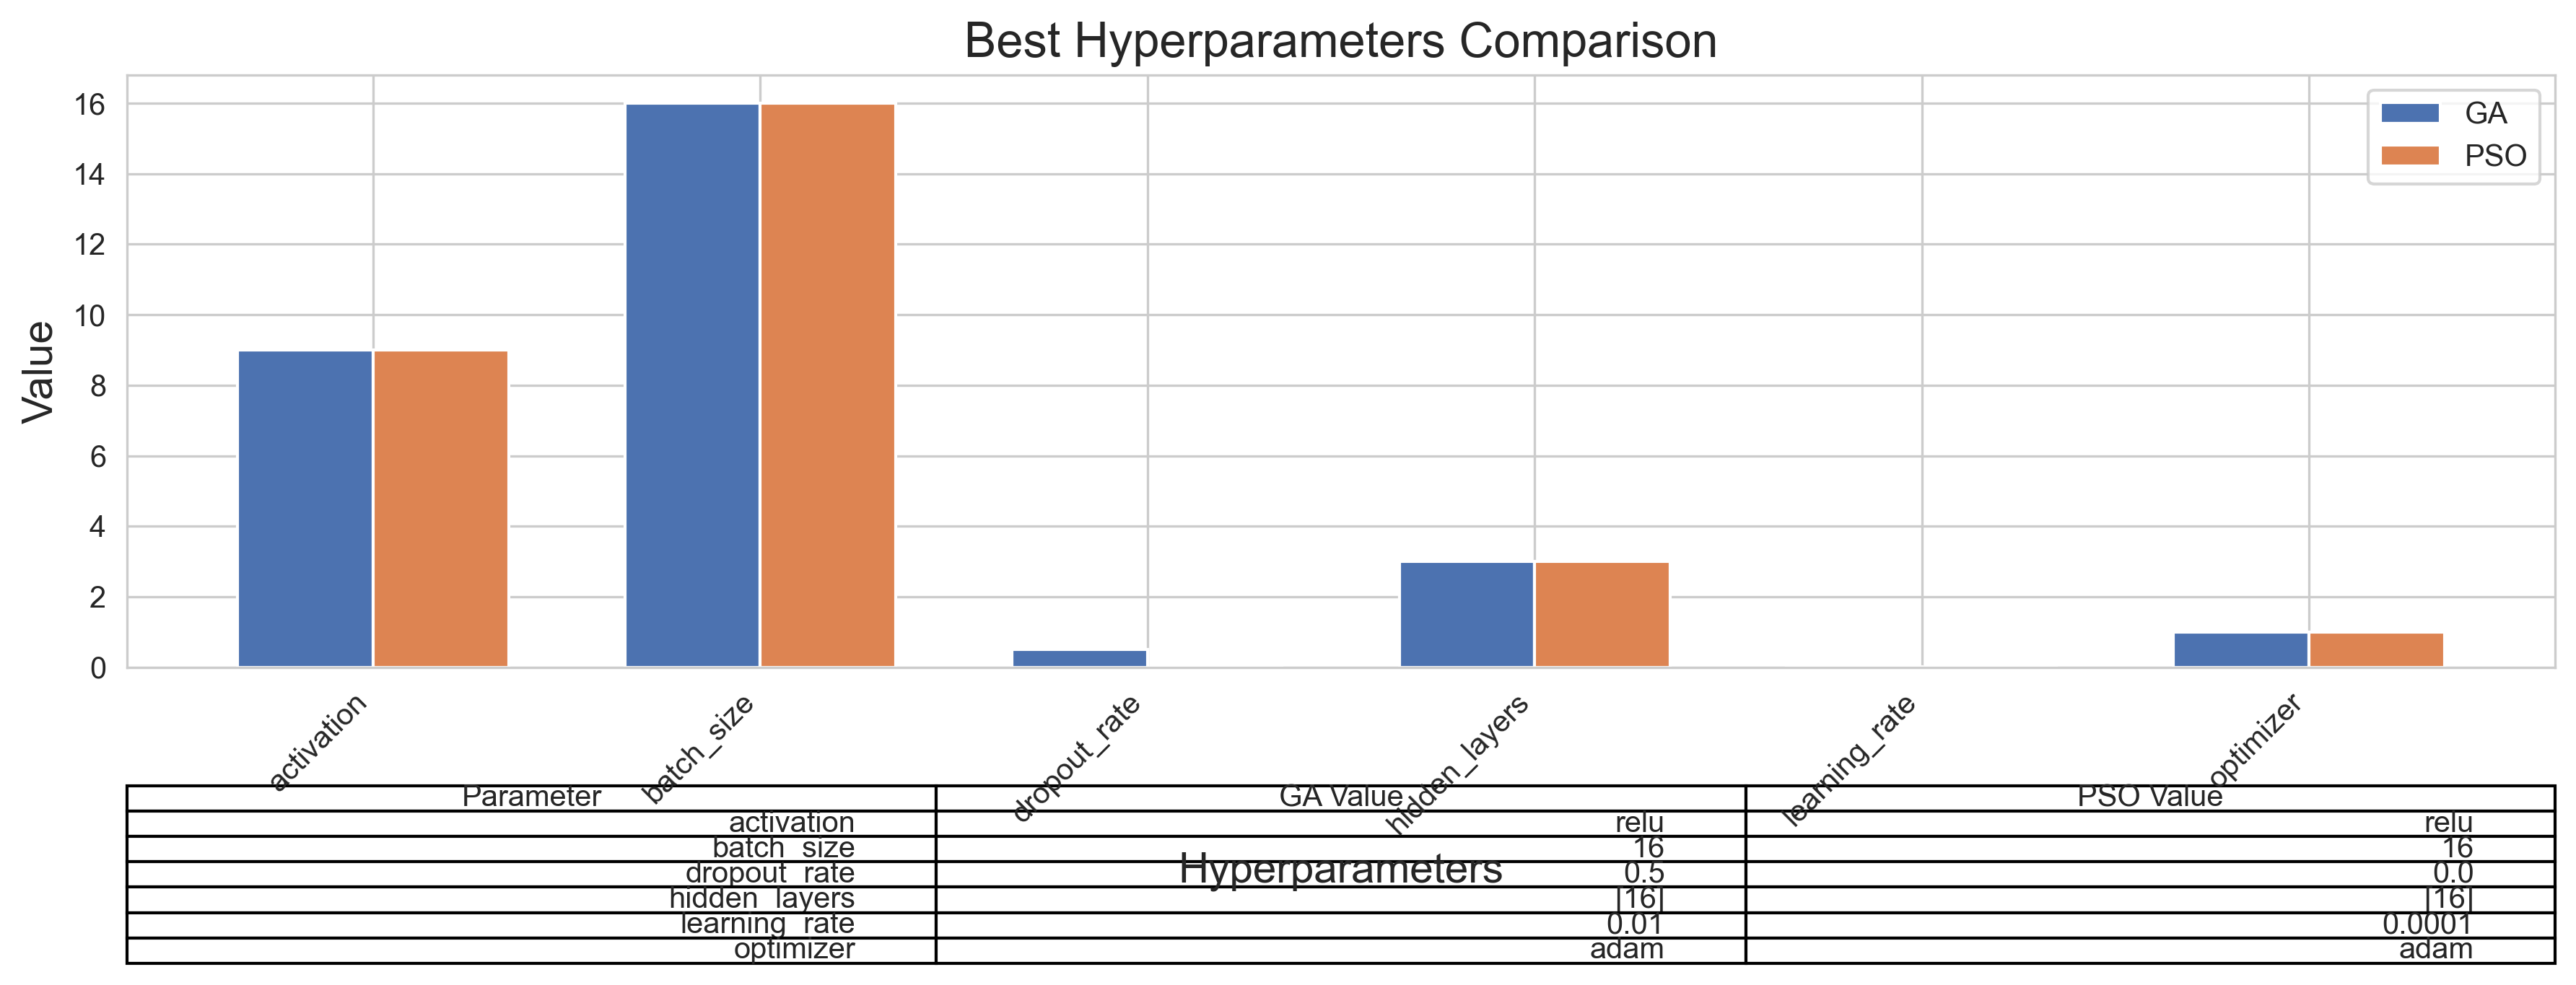 Best Hyperparameters Comparison
GA
PSO
Value
16
14
12
10
8
6
4
2
0
activation
batch_size
dropout_rate
hidden_layers
learning_rate
optimizer
Hyperparameters
Parameter GA Value PSO Value
activation relu relu
batch_size 16 16
dropout_rate 0.5 0.0
hidden_layers [16] [16]
learning_rate 0.01 0.0001
optimizer adam adam